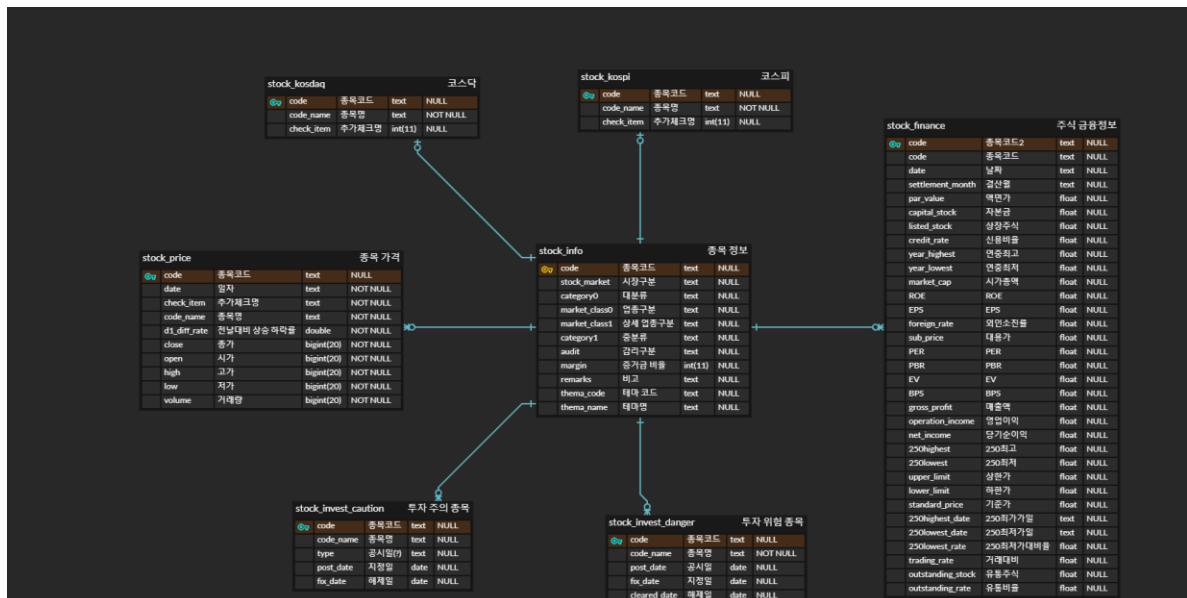 stock_kosdaq 코스닥
code 종목코드 text NULL
code_name 종목명 text NOT NULL
check_item 추가체크명 int(11) NULL
stock_kospi 코스피
code 종목코드 text NULL
code_name 종목명 text NOT NULL
check_item 추가체크명 int(11) NULL
stock_finance 주식 금융정보
code 종목코드2 text NULL
code 종목코드 text NULL
date 날짜 text NULL
settlement_month 결산월 text NULL
par_value 액면가 float NULL
capital_stock 자본금 float NULL
listed_stock 상장주식 float NULL
credit_rate 신용비율 float NULL
year_highest 연중최고 float NULL
year_lowest 연중최저 float NULL
market_cap 시가총액 float NULL
ROE ROE float NULL
EPS EPS float NULL
foreign_rate 외인소진률 float NULL
sub_price 대용가 float NULL
PER PER float NULL
PBR PBR float NULL
EV EV float NULL
BPS BPS float NULL
gross_profit 매출액 float NULL
operation_income 영업이익 float NULL
net_income 당기순이익 float NULL
250highest 250최고 float NULL
250lowest 250최저 float NULL
upper_limit 상한가 float NULL
lower_limit 하한가 float NULL
standard_price 기준가 float NULL
250highest_date 250최가가일 text NULL
250lowest_date 250최저가일 text NULL
250lowest_rate 250최저가대비율 float NULL
trading_rate 거래대비 float NULL
outstanding_stock 유통주식 float NULL
outstanding_rate 유통비율 float NULL
stock_price 종목 가격
code 종목코드 text NULL
date 일자 text NOT NULL
check_item 추가체크명 text NOT NULL
code_name 종목명 text NOT NULL
d1_diff_rate 전날대비 상승하락률 double NOT NULL
close 종가 bigint(20) NOT NULL
open 시가 bigint(20) NOT NULL
high 고가 bigint(20) NOT NULL
low 저가 bigint(20) NOT NULL
volume 거래량 bigint(20) NOT NULL
stock_info 종목 정보
code 종목코드 text NULL
stock_market 시장구분 text NULL
category0 대분류 text NULL
market_class0 업종구분 text NULL
market_class1 상세 업종구분 text NULL
category1 중분류 text NULL
audit 감리구분 text NULL
margin 증거금 비율 int(11) NULL
remarks 비고 text NULL
thema_code 테마 코드 text NULL
thema_name 테마명 text NULL
stock_invest_caution 투자 주의 종목
code 종목코드 text NULL
code_name 종목명 text NULL
type 공시일(?) text NULL
post_date 지정일 date NULL
fix_date 해제일 date NULL
stock_invest_danger 투자 위험 종목
code 종목코드 text NULL
code_name 종목명 text NOT NULL
post_date 공시일 date NULL
fix_date 지정일 date NULL
cleared_date 해제일 date NULL